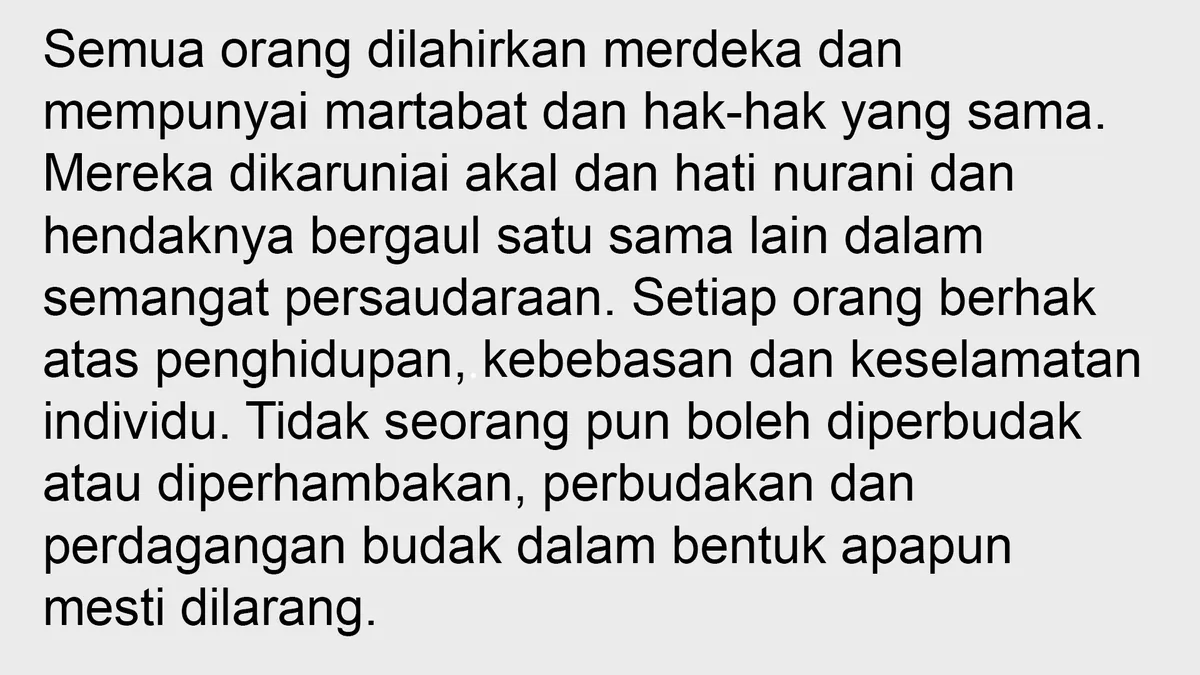 Semua orang dilahirkan merdeka dan
mempunyai martabat dan hak-hak yang sama.
Mereka dikaruniai akal dan hati nurani dan
hendaknya bergaul satu sama lain dalam
semangat persaudaraan. Setiap orang berhak
atas penghidupan, kebebasan dan keselamatan
individu. Tidak seorang pun boleh diperbudak
atau diperhambakan, perbudakan dan
perdagangan budak dalam bentuk apapun
mesti dilarang.